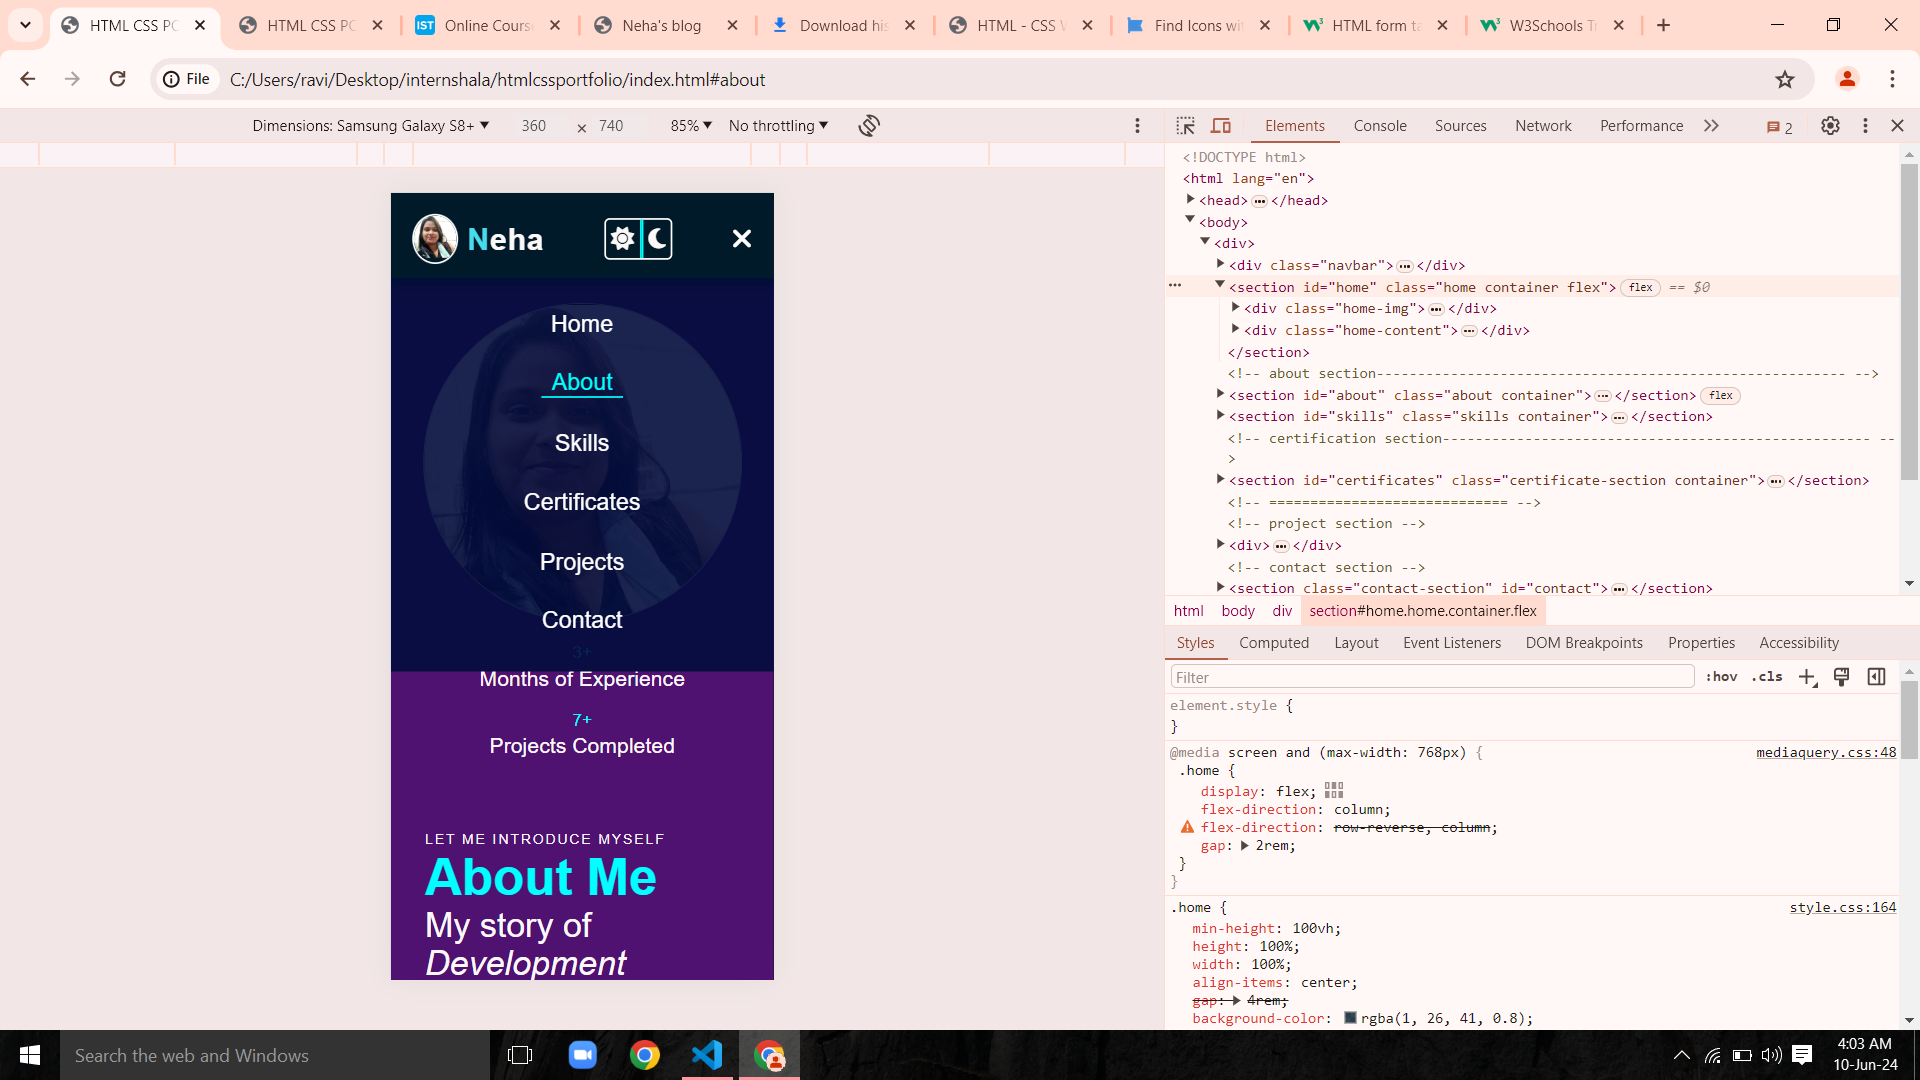 HTML CSS PO
HTML CSS PO
Online Course
Neha's blog
Download his
HTML - CSS V
Find Icons wit
HTML form ta
W3Schools Tr
File
C:/Users/ravi/Desktop/internshala/htmlcssportfolio/index.html#about
Dimensions: Samsung Galaxy S8+ 360 × 740 85% No throttling
Neha
Home
About
Skills
Certificates
Projects
Contact
3+
Months of Experience
7+
Projects Completed
LET ME INTRODUCE MYSELF
About Me
My story of
Development
Elements Console Sources Network Performance 2
<!DOCTYPE html>
<html lang="en">
<head> ••• </head>
<body>
<div>
<div class="navbar"> ••• </div>
<section id="home" class="home container flex"> flex == $0
<div class="home-img"> ••• </div>
<div class="home-content"> ••• </div>
</section>
<!-- about section--------------------------------------------------------- -->
<section id="about" class="about container"> ••• </section> flex
<section id="skills" class="skills container"> ••• </section>
<!-- certification section---------------------------------------------------- --
>
<section id="certificates" class="certificate-section container"> ••• </section>
<!-- ============================= -->
<!-- project section -->
<div> ••• </div>
<!-- contact section -->
<section class="contact-section" id="contact"> ••• </section>
html body div section#home.home.container.flex
Styles Computed Layout Event Listeners DOM Breakpoints Properties Accessibility
Filter :hov .cls
element.style {
}
@media screen and (max-width: 768px) { mediaquery.css:48
.home {
display: flex;
flex-direction: column;
flex-direction: row-reverse, column;
gap: 2rem;
}
}
.home { style.css:164
min-height: 100vh;
height: 100%;
width: 100%;
align-items: center;
gap: 4rem;
background-color: rgba(1, 26, 41, 0.8);
IST
Search the web and Windows
4:03 AM
10-Jun-24